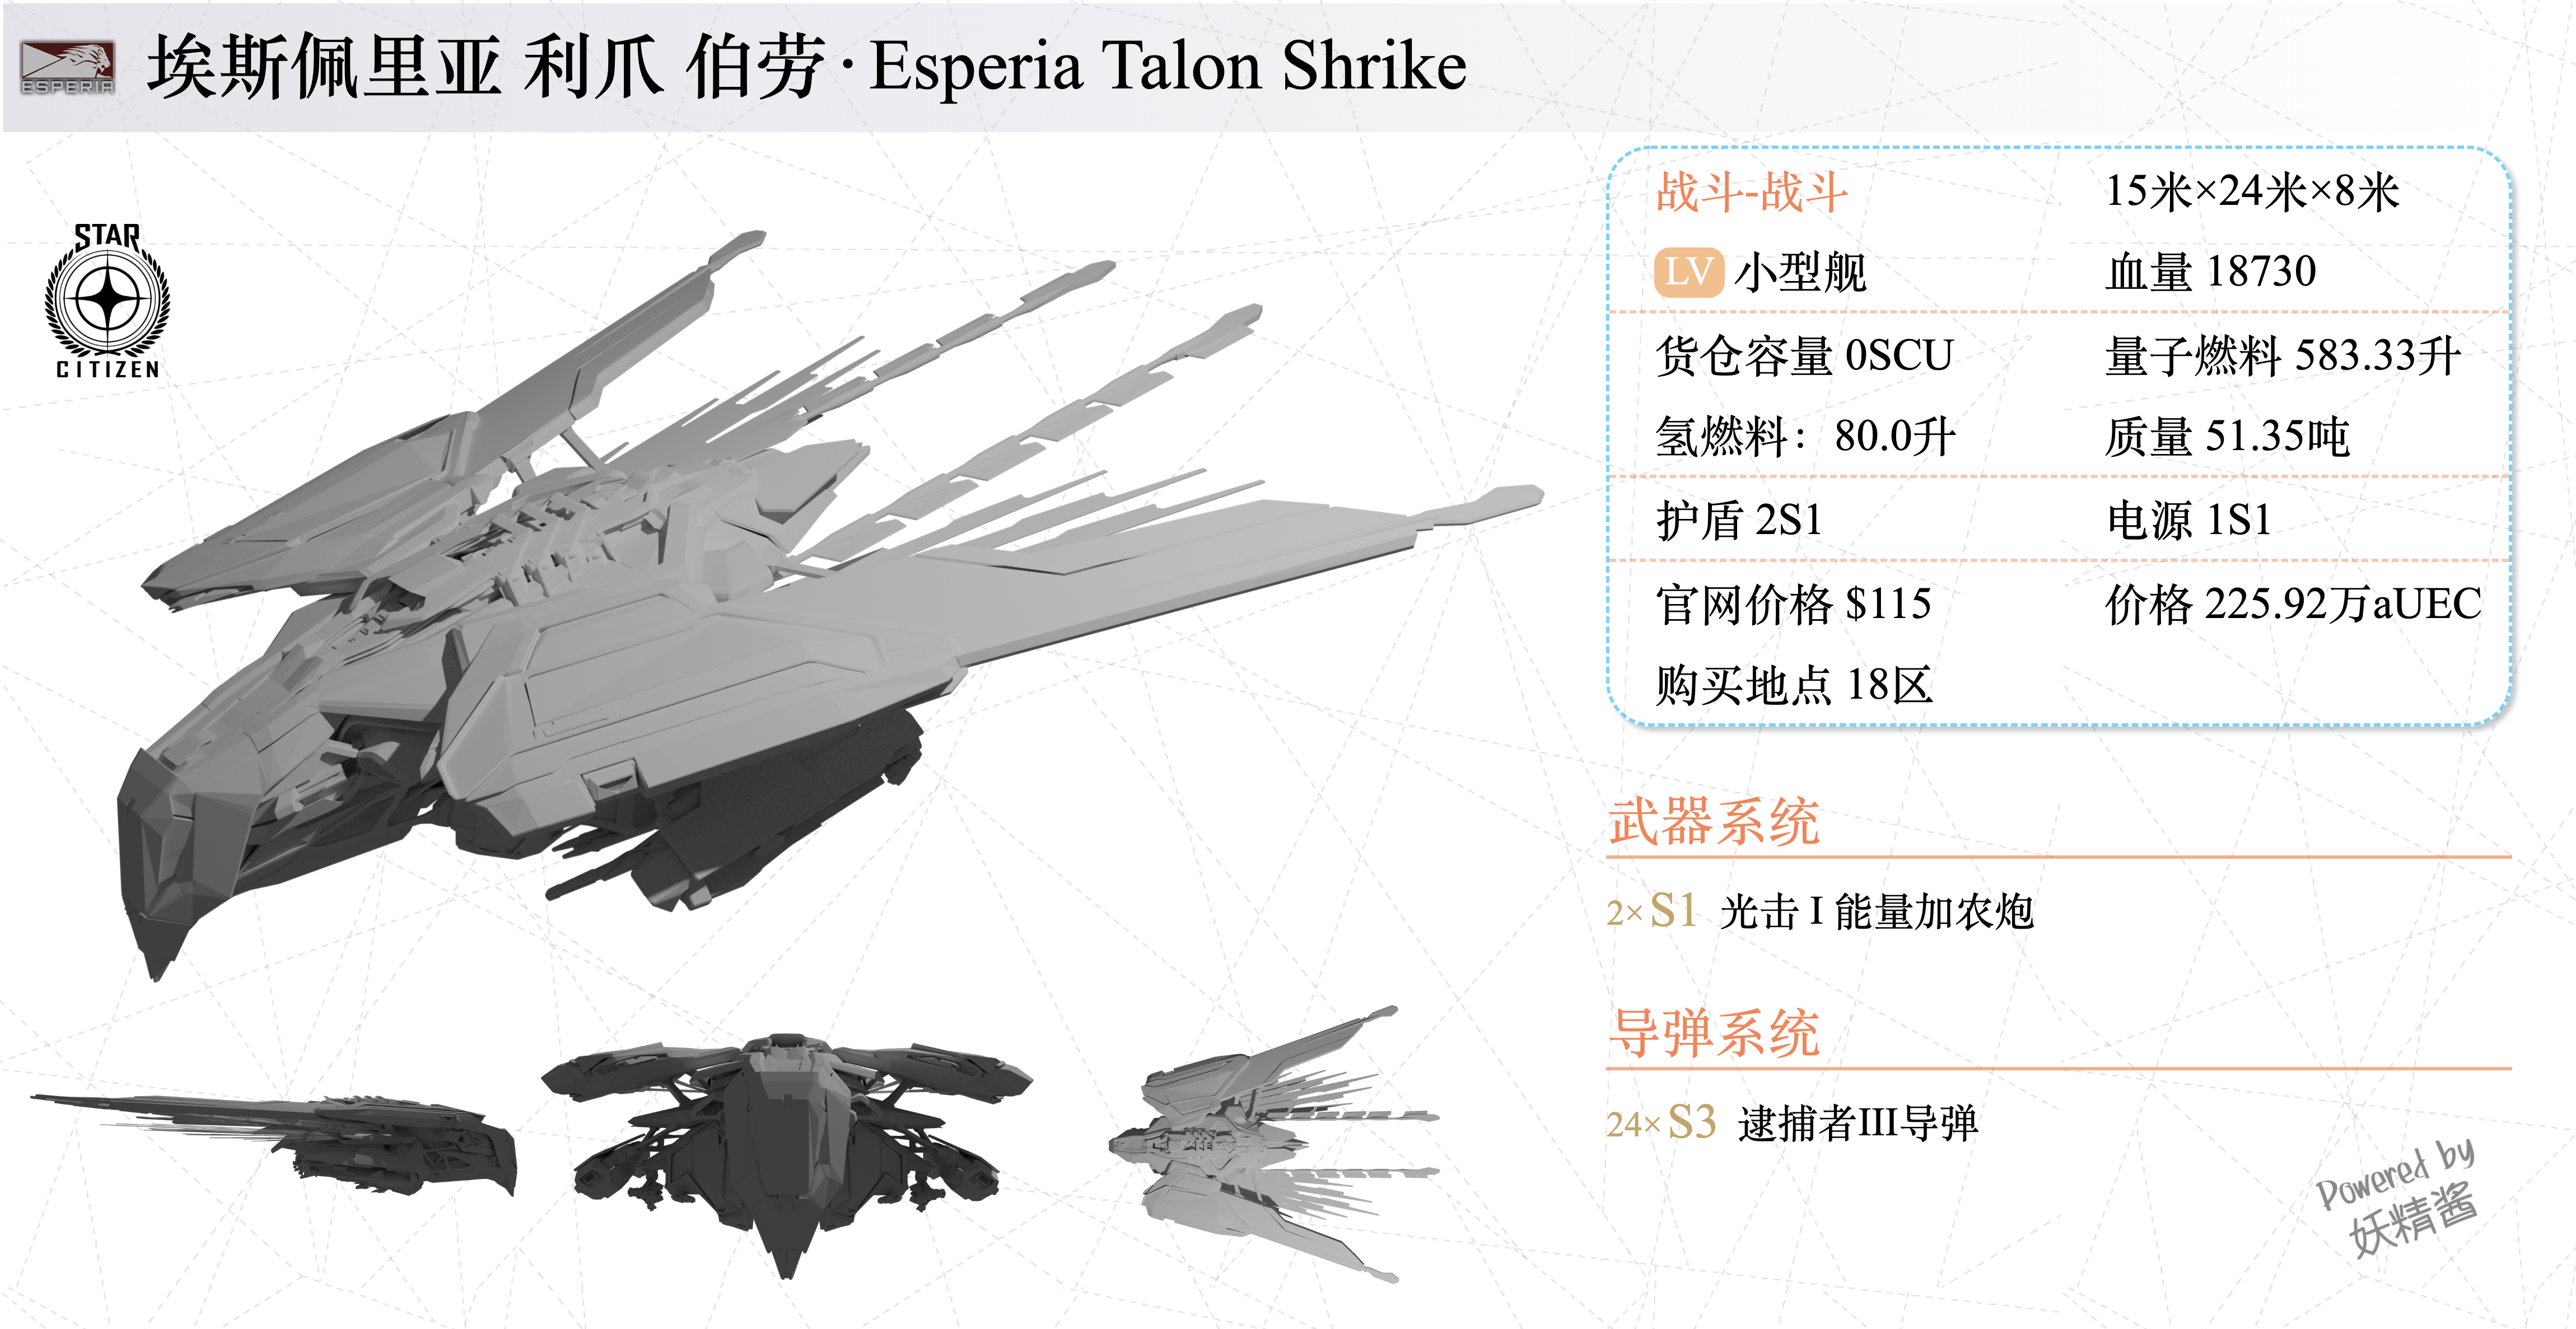 ESPERIA
埃斯佩里亚 利爪 伯劳·Esperia Talon Shrike
STAR
CITIZEN
战斗-战斗
15米×24米×8米
LV 小型舰
血量 18730
货仓容量 0SCU
量子燃料 583.33升
氢燃料：80.0升
质量 51.35吨
护盾 2S1
电源 1S1
官网价格 $115
价格 225.92万aUEC
购买地点 18区
武器系统
2× S1 光击 I 能量加农炮
导弹系统
24× S3 逮捕者III导弹
Powered by
妖精酱